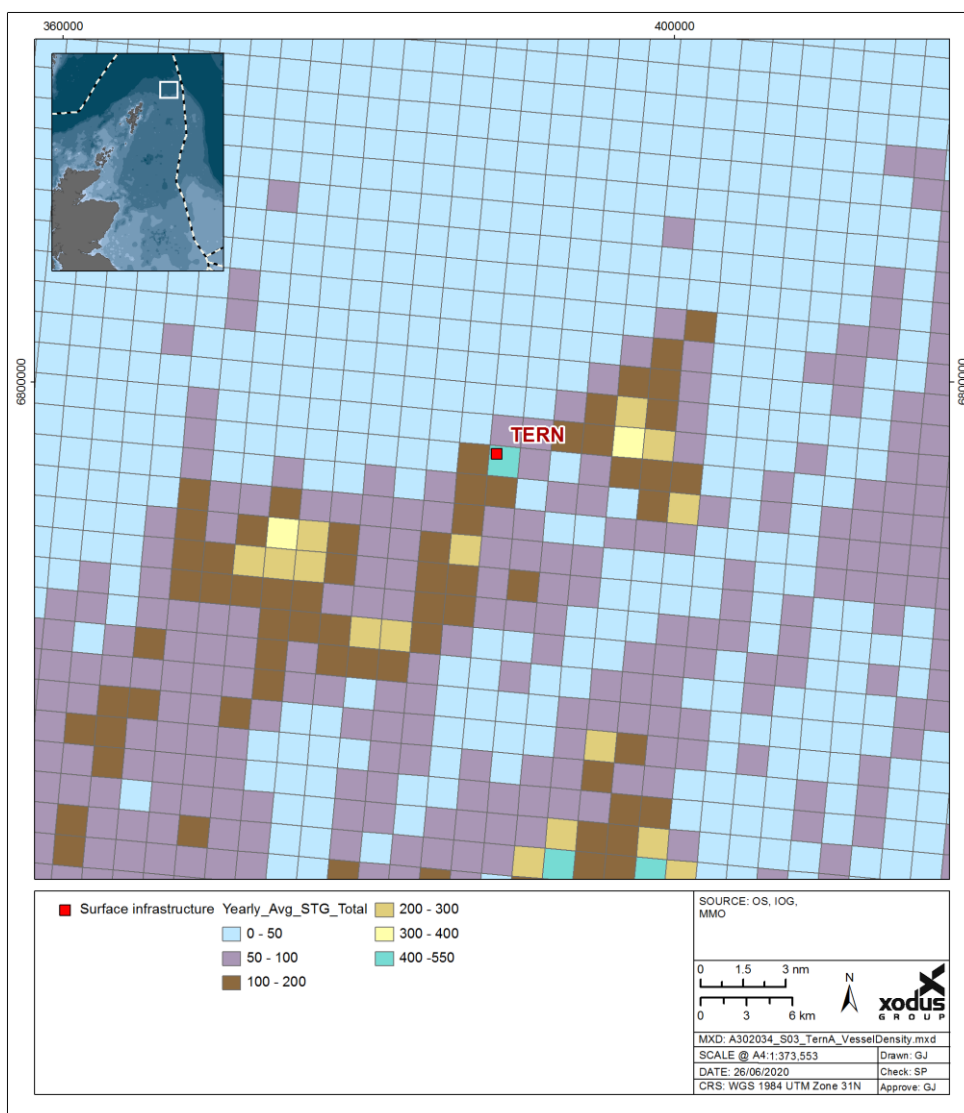 360000 400000
6800000 6800000
TERN
Surface infrastructure Yearly_Avg_STG_Total
0 - 50
50 - 100
100 - 200
200 - 300
300 - 400
400 -550
SOURCE: OS, IOG,
MMO
0 1.5 3 nm
0 3 6 km
N
xodus
GROUP
MXD: A302034_S03_TernA_VesselDensity.mxd
SCALE @ A4:1:373,553 Drawn: GJ
DATE: 26/06/2020 Check: SP
CRS: WGS 1984 UTM Zone 31N Approve: GJ